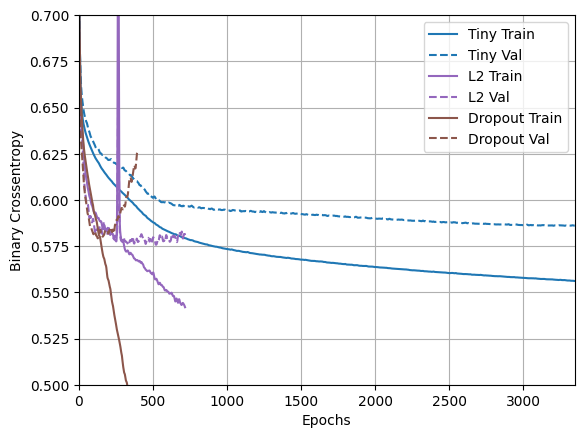 0.700
0.675
0.650
0.625
0.600
0.575
0.550
0.525
0.500
Binary Crossentropy
0
500
1000
1500
2000
2500
3000
Epochs
Tiny Train
Tiny Val
L2 Train
L2 Val
Dropout Train
Dropout Val